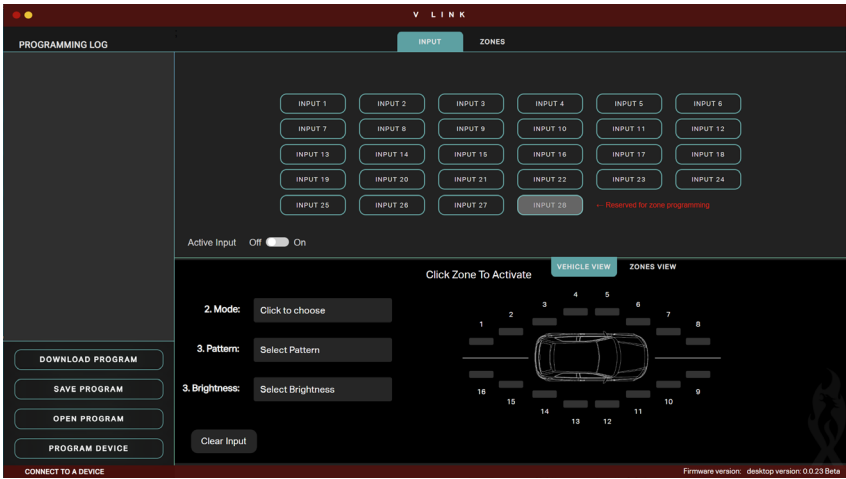 V LINK
PROGRAMMING LOG
INPUT ZONES
INPUT 1 INPUT 2 INPUT 3 INPUT 4 INPUT 5 INPUT 6
INPUT 7 INPUT 8 INPUT 9 INPUT 10 INPUT 11 INPUT 12
INPUT 13 INPUT 14 INPUT 15 INPUT 16 INPUT 17 INPUT 18
INPUT 19 INPUT 20 INPUT 21 INPUT 22 INPUT 23 INPUT 24
INPUT 25 INPUT 26 INPUT 27 INPUT 28 ← Reserved for zone programming
Active Input Off On
Click Zone To Activate
VEHICLE VIEW ZONES VIEW
2. Mode: Click to choose
3. Pattern: Select Pattern
3. Brightness: Select Brightness
Clear Input
1 2 3 4 5 6 7 8
16 15 14 13 12 11 10 9
DOWNLOAD PROGRAM
SAVE PROGRAM
OPEN PROGRAM
PROGRAM DEVICE
CONNECT TO A DEVICE
Firmware version: desktop version: 0.0.23 Beta